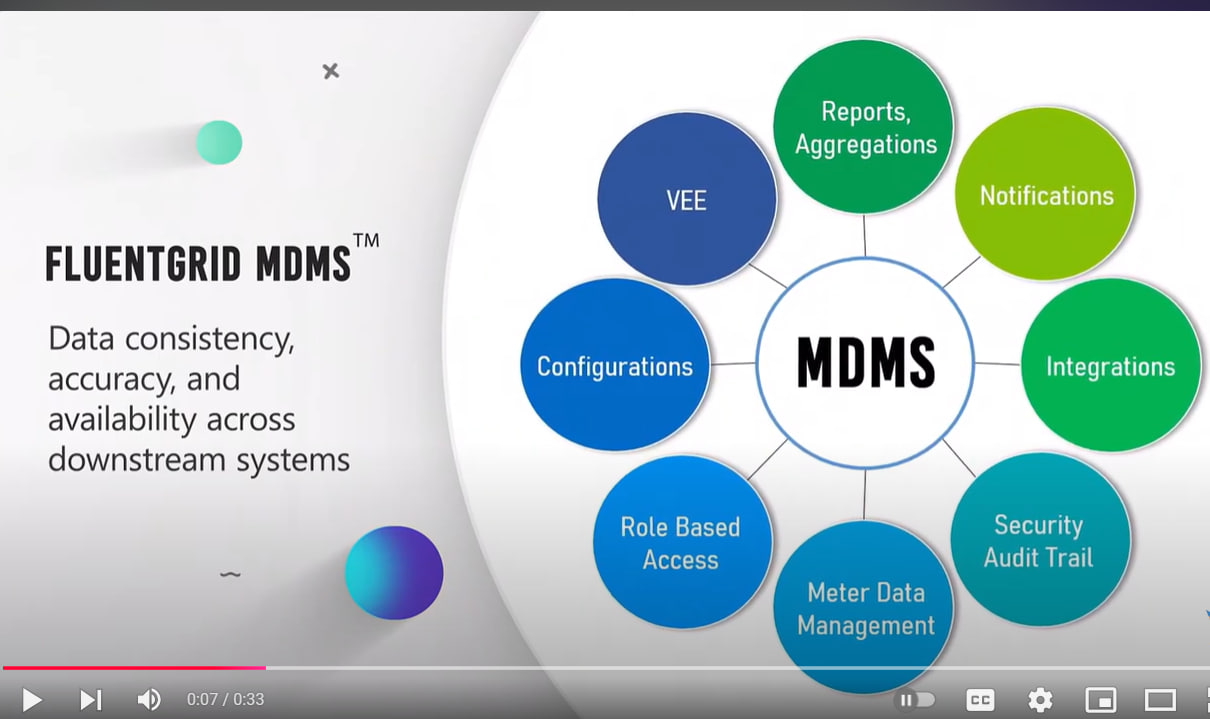 FLUENTGRID MDMS™
Data consistency,
accuracy, and
availability across
downstream systems
Reports,
Aggregations
VEE
Notifications
Configurations
MDMS
Integrations
Role Based
Access
Security
Audit Trail
Meter Data
Management
0:07 / 0:33
CC